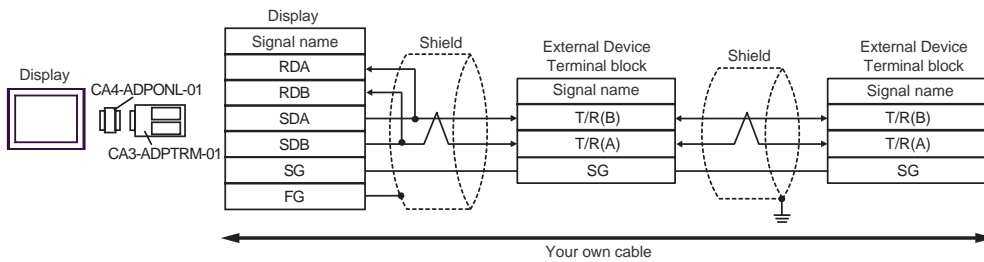 Display
CA4-ADPONL-01
CA3-ADPTRM-01
Display
Signal name
RDA
RDB
SDA
SDB
SG
FG
Shield
External Device
Terminal block
Signal name
T/R(B)
T/R(A)
SG
Shield
External Device
Terminal block
Signal name
T/R(B)
T/R(A)
SG
Your own cable